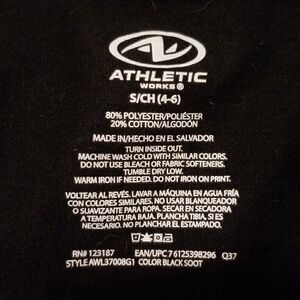 ATHLETIC
WORKS®
S/CH (4-6)
80% POLYESTER/POLIÉSTER
20% COTTON/ALGODÓN
MADE IN/HECHO EN EL SALVADOR
TURN INSIDE OUT.
MACHINE WASH COLD WITH SIMILAR COLORS.
DO NOT USE BLEACH OR FABRIC SOFTENERS.
TUMBLE DRY LOW.
WARM IRON IF NEEDED. DO NOT IRON ON PRINT.
VOLTEAR AL REVÉS. LAVAR A MÁQUINA EN AGUA FRÍA
CON COLORES SIMILARES. NO USAR BLANQUEADOR
O SUAVIZANTE PARA ROPA. SECAR EN SECADORA
A TEMPERATURA BAJA. PLANCHA TIBIA, SI ES
NECESARIO. NO PLANCHAR EL ESTAMPADO.
RN# 123187 EAN/UPC 7 6125398296 Q37
STYLE AWL37008G1 COLOR BLACK SOOT